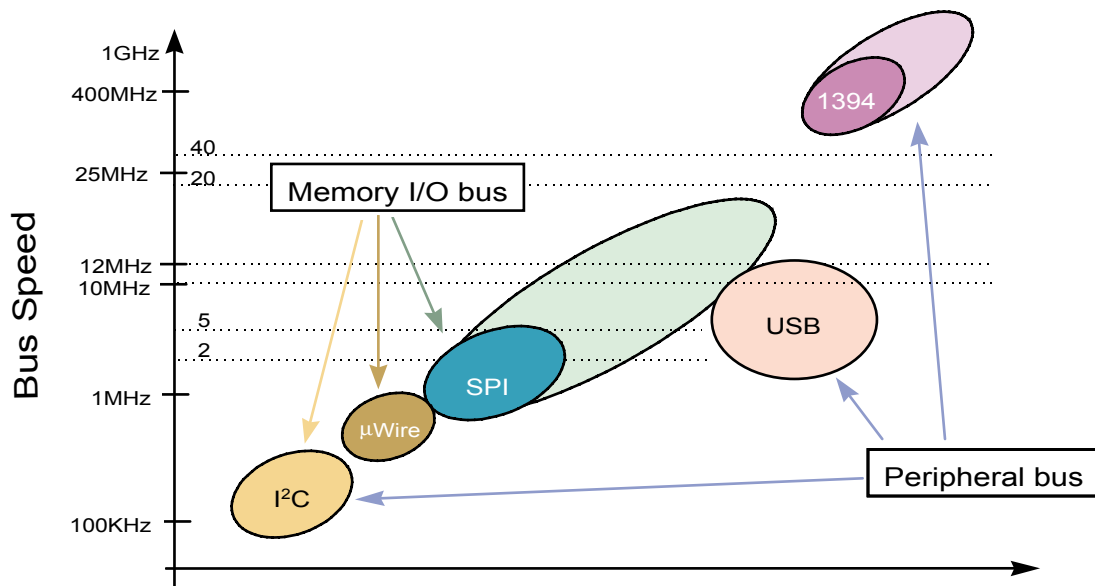 1GHz
400MHz
1394
40
25MHz
20
Memory I/O bus
Bus Speed
12MHz
10MHz
5
USB
2
SPI
1MHz
µWire
Peripheral bus
I²C
100KHz